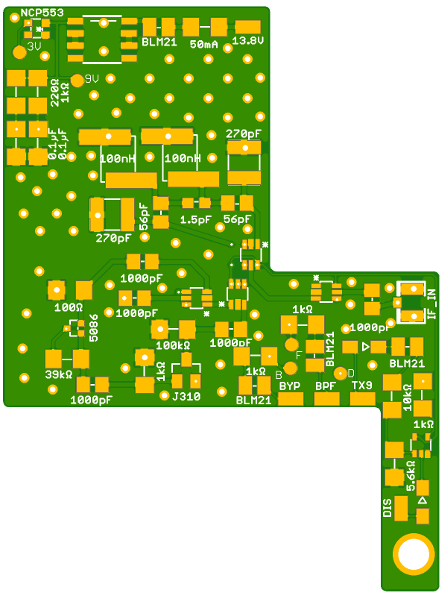 NCP553
3V
BLM21
50mA
13.8V
9V
220Ω
1kΩ
0.1µF
0.1µF
270pF
100nH
100nH
56pF
1.5pF
56pF
270pF
1000pF
100Ω
1000pF
1kΩ
IF_IN
5086
100kΩ
1000pF
1000pF
BLM21
F
BLM21
39kΩ
1kΩ
1kΩ
B
D
1000pF
J310
BLM21
BYP
BPF
TX9
10kΩ
1kΩ
5.6kΩ
DIS